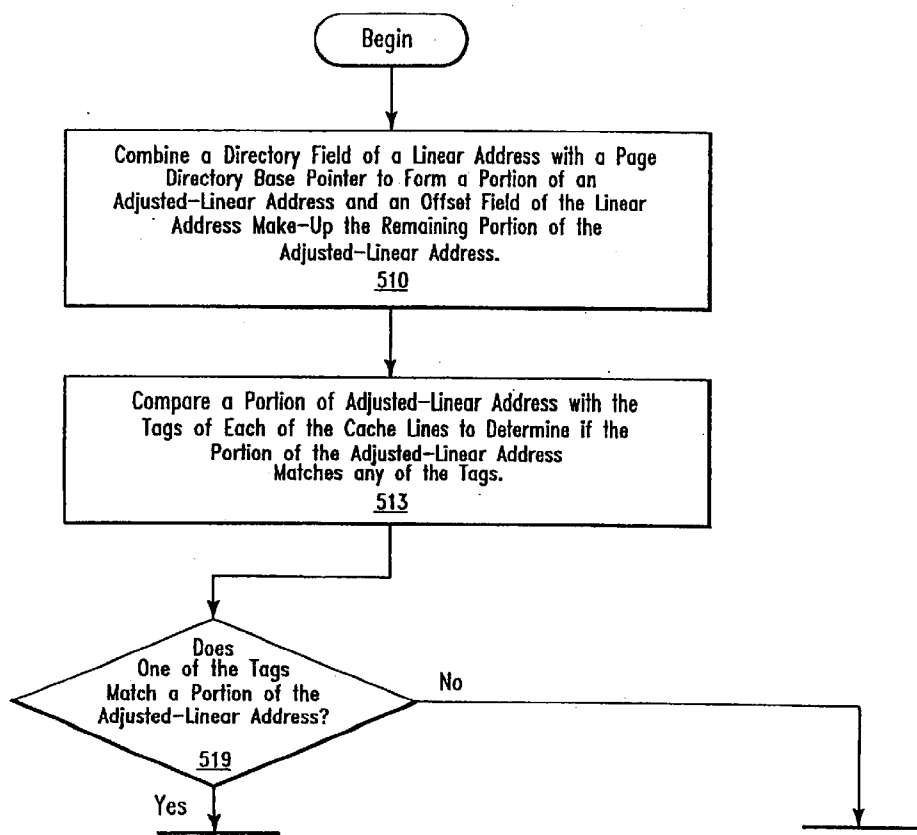 Begin
Combine a Directory Field of a Linear Address with a Page
Directory Base Pointer to Form a Portion of an
Adjusted-Linear Address and an Offset Field of the Linear
Address Make-Up the Remaining Portion of the
Adjusted-Linear Address.
510
Compare a Portion of Adjusted-Linear Address with the
Tags of Each of the Cache Lines to Determine if the
Portion of the Adjusted-Linear Address
Matches any of the Tags.
513
Does
One of the Tags
Match a Portion of the
Adjusted-Linear Address?
519
No
Yes